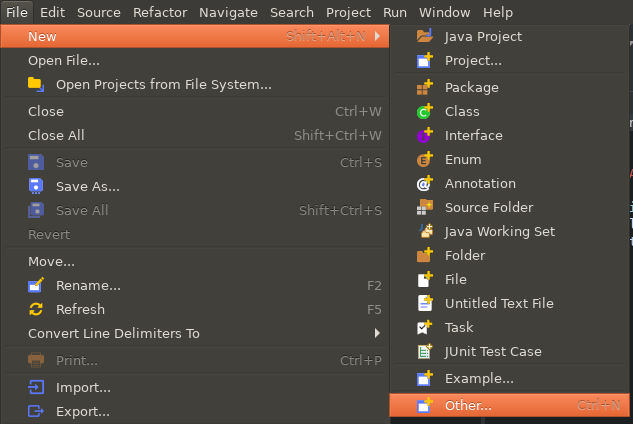 File Edit Source Refactor Navigate Search Project Run Window Help
New Shift+Alt+N
Open File...
Open Projects from File System...
Close Ctrl+W
Close All Shift+Ctrl+W
Save Ctrl+S
Save As...
Save All Shift+Ctrl+S
Revert
Move...
Rename... F2
Refresh F5
Convert Line Delimiters To
Print... Ctrl+P
Import...
Export...
Java Project
Project...
Package
Class
Interface
Enum
Annotation
Source Folder
Java Working Set
Folder
File
Untitled Text File
Task
JUnit Test Case
Example...
Other... Ctrl+N